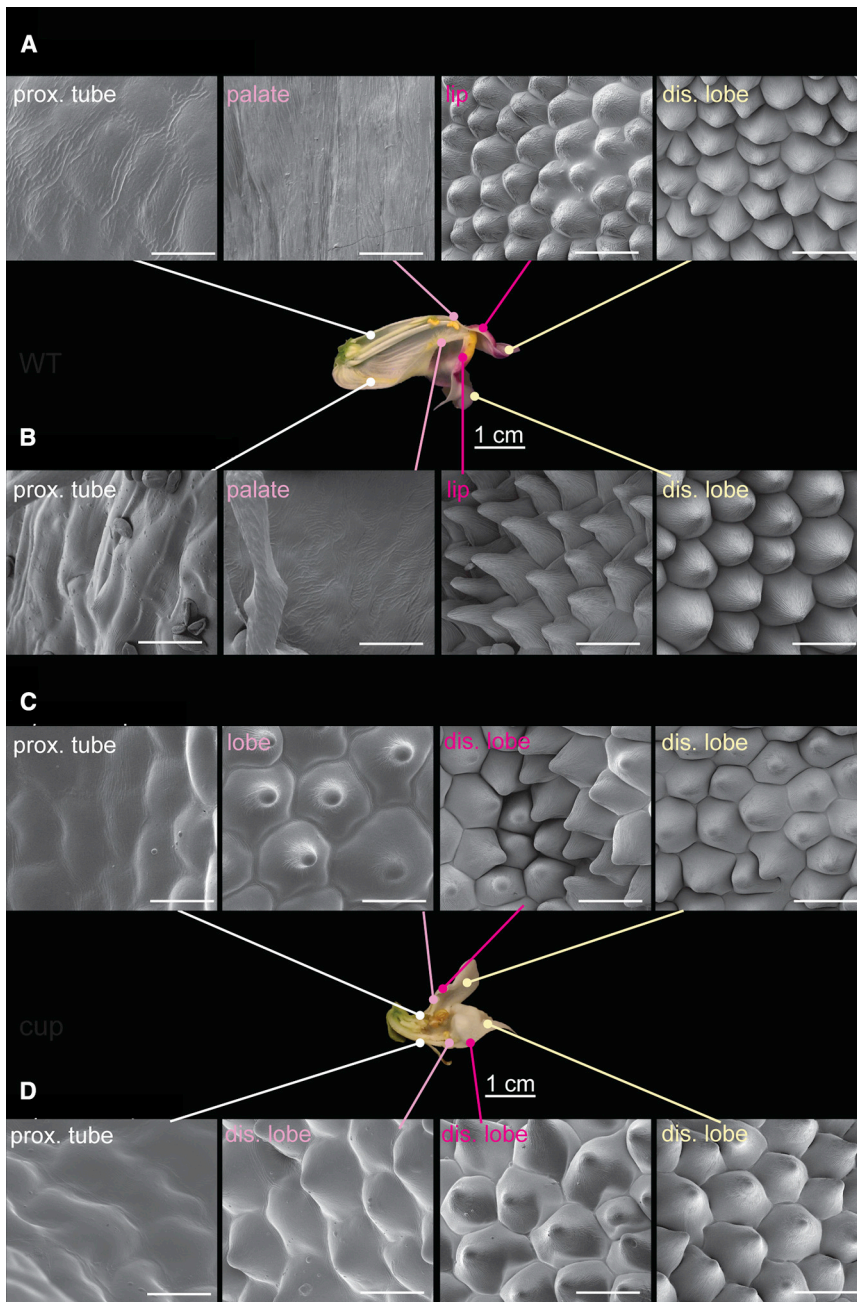 A
prox. tube palate lip dis. lobe
WT
1 cm
B
prox. tube palate lip dis. lobe
C
prox. tube lobe dis. lobe dis. lobe
cup
1 cm
D
prox. tube dis. lobe dis. lobe dis. lobe